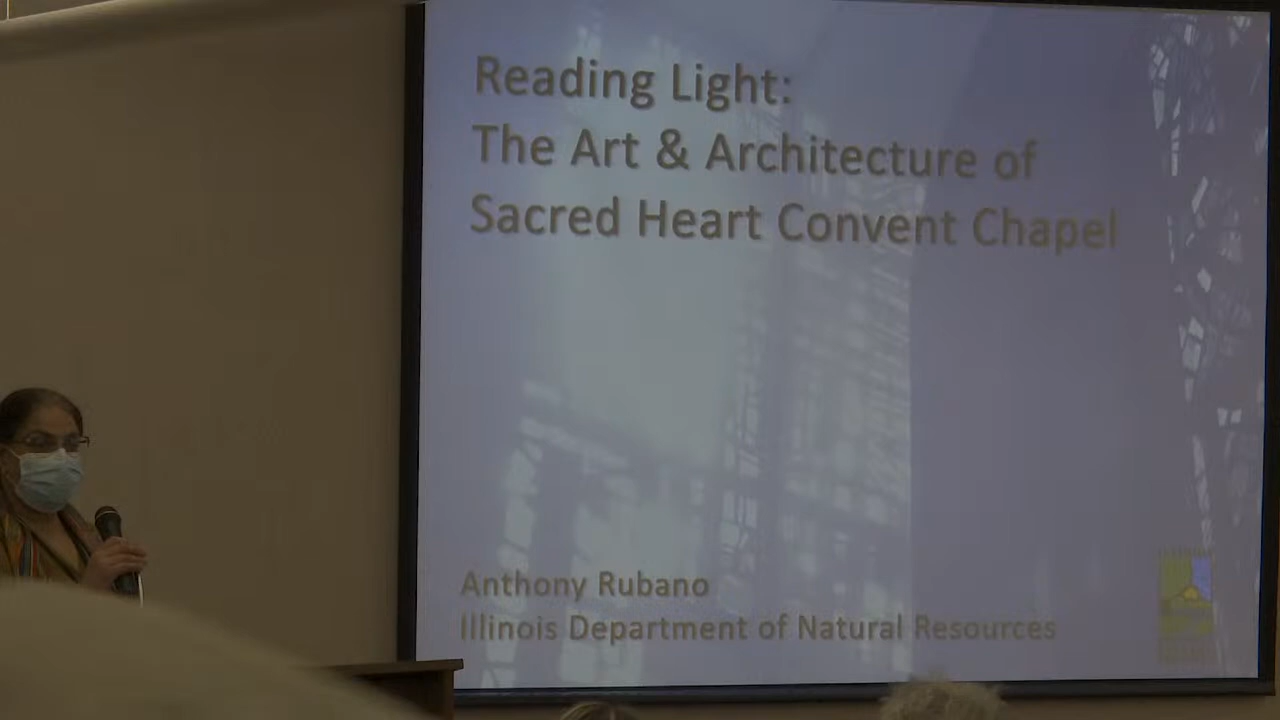 Reading Light:
The Art & Architecture of
Sacred Heart Convent Chapel
Anthony Rubano
Illinois Department of Natural Resources